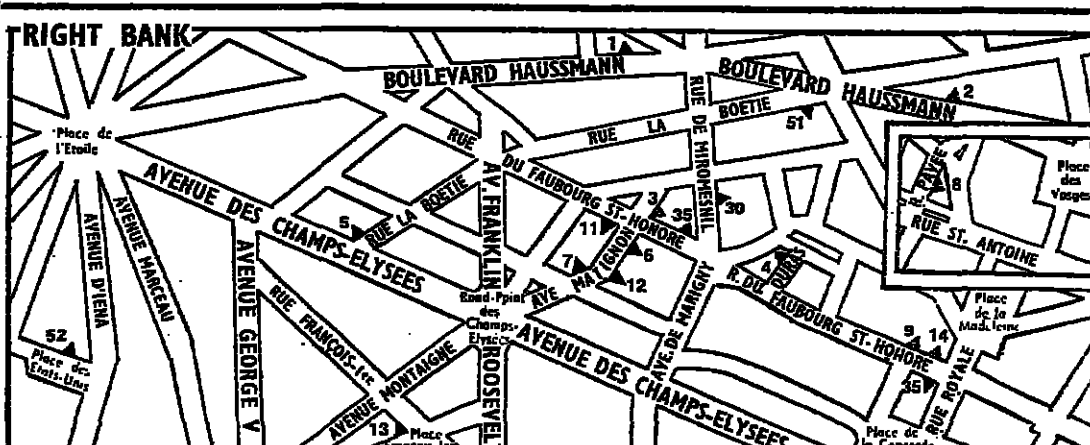 RIGHT BANK
1
BOULEVARD HAUSSMANN
BOULEVARD HAUSSMANN
2
RUE DE MIROMESNIL
RUE LA BOETIE
51
Place de
l'Etoile
RUE DU FAUBOURG ST-HONORE
PAVEE
8
Place
des
Vosges
RUE ST. ANTOINE
AVENUE DES CHAMPS-ELYSEES
5
RUE LA BOETIE
AV. FRANKLIN ROOSEVELT
3
35
30
11
7
6
12
AVE MATIGNON
4
AVENUE D'IENA
AVENUE MARCEAU
AVENUE GEORGE V
RUE FRANÇOIS-Ier
Rond-Point
des
Champs-
Elysées
AVE. DE MARIGNY
R. DU FAUBOURG ST-HONORE
Place
de la
Madeleine
9
14
52
Place des
Etats-Unis
AVENUE MONTAIGNE
AVENUE DES CHAMPS-ELYSEES
35
RUE ROYALE
13
Place
Place de
la Concorde